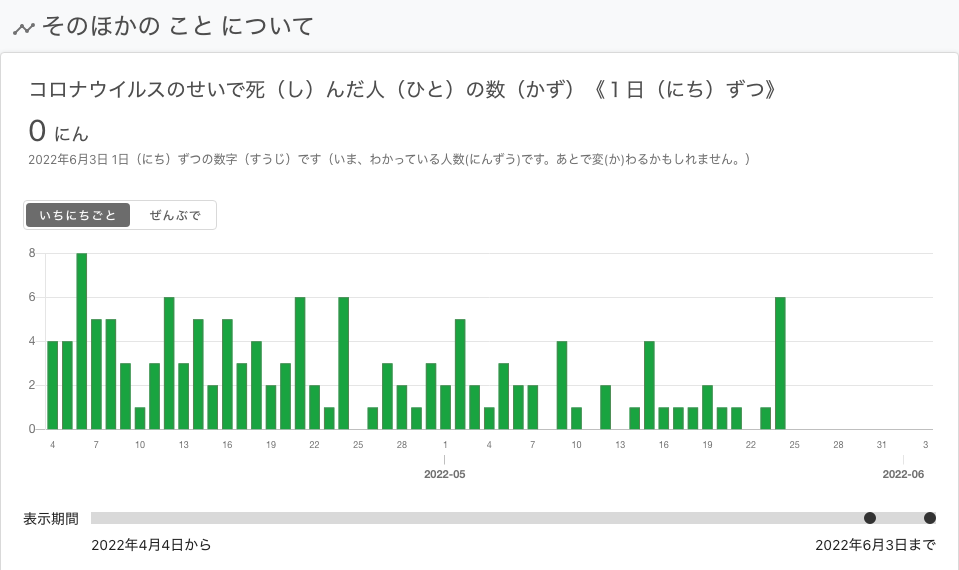 そのほかの こと について
コロナウイルスのせいで死（し）んだ人（ひと）の数（かず）《１日（にち）ずつ》
0 にん
2022年6月3日 1日（にち）ずつの数字（すうじ）です（いま、わかっている人数(にんずう)です。あとで変(か)わるかもしれません。）
いちにちごと ぜんぶで
8
6
4
2
0
4 7 10 13 16 19 22 25 28 1 4 7 10 13 16 19 22 25 28 31 3
2022-05 2022-06
表示期間
2022年4月4日から 2022年6月3日まで